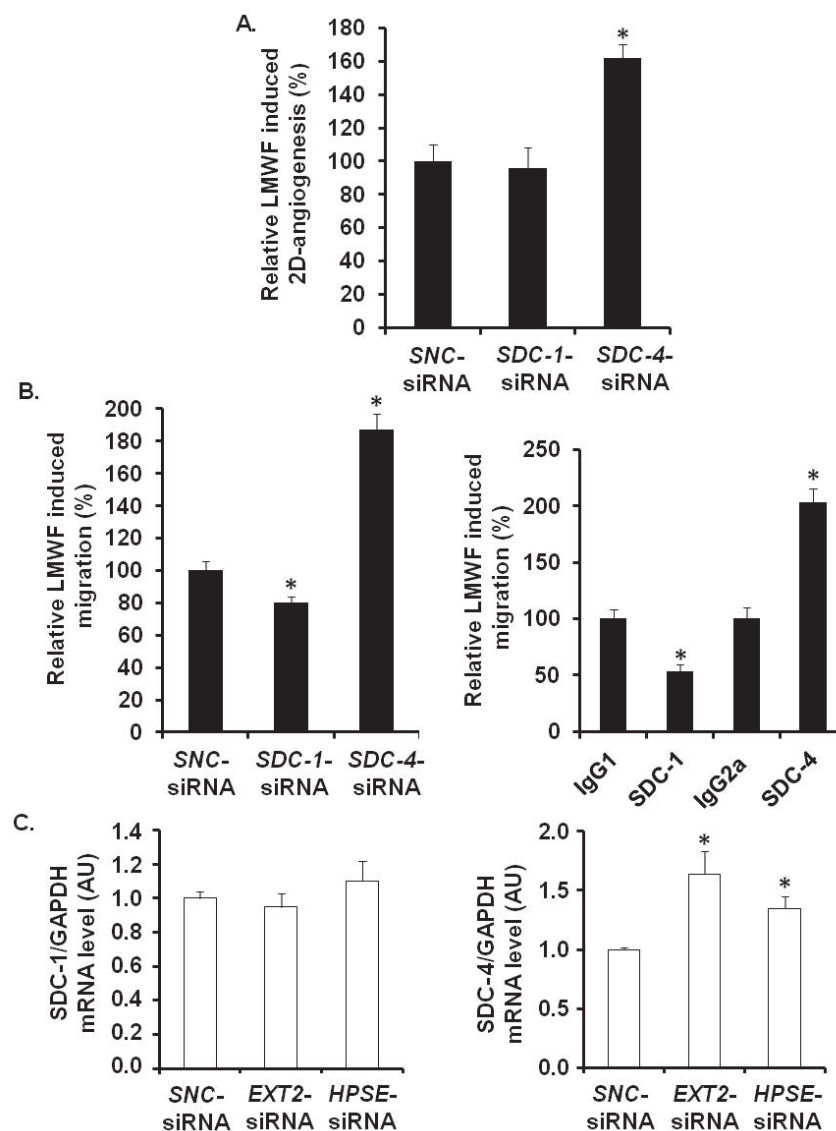 A.
Relative LMWF induced
2D-angiogenesis (%)
180
160
140
120
100
80
60
40
20
0
*
SNC-
siRNA
SDC-1-
siRNA
SDC-4-
siRNA
B.
Relative LMWF induced
migration (%)
200
180
160
140
120
100
80
60
40
20
0
*
*
SNC-
siRNA
SDC-1-
siRNA
SDC-4-
siRNA
Relative LMWF induced
migration (%)
250
200
150
100
50
0
*
*
IgG1
SDC-1
IgG2a
SDC-4
C.
SDC-1/GAPDH
mRNA level (AU)
1.4
1.2
1.0
0.8
0.6
0.4
0.2
0.0
SNC-
siRNA
EXT2-
siRNA
HPSE-
siRNA
SDC-4/GAPDH
mRNA level (AU)
2.0
1.5
1.0
0.5
0.0
*
*
SNC-
siRNA
EXT2-
siRNA
HPSE-
siRNA